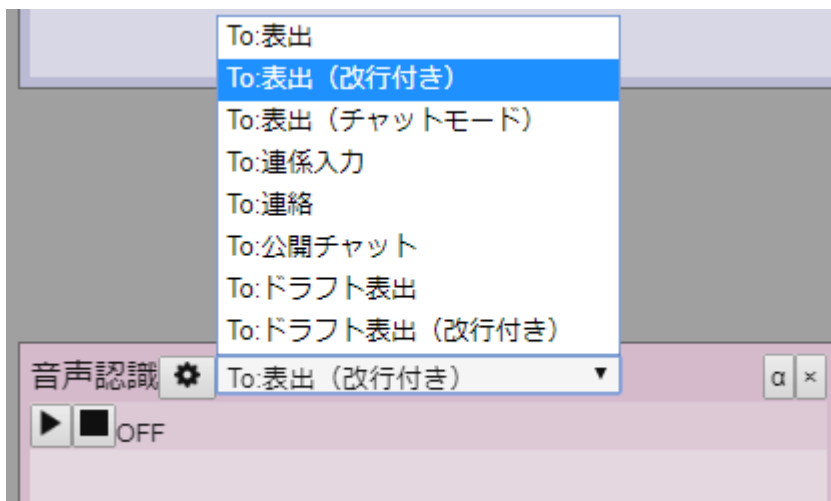 To:表出
To:表出（改行付き）
To:表出（チャットモード）
To:連係入力
To:連絡
To:公開チャット
To:ドラフト表出
To:ドラフト表出（改行付き）
音声認識 To:表出（改行付き） ▼ α ×
OFF